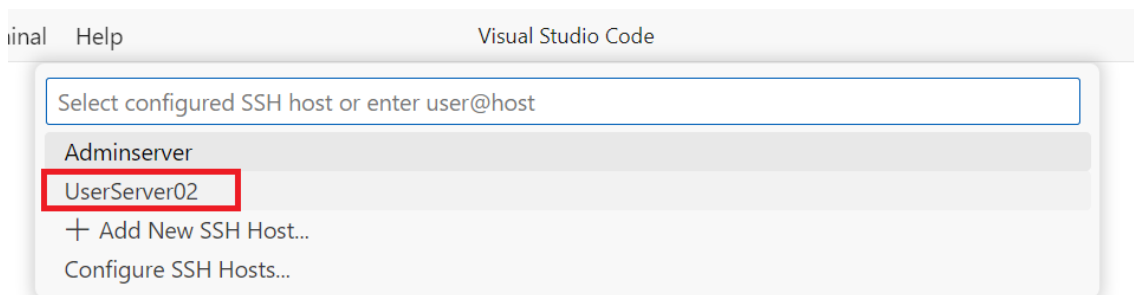 Help Visual Studio Code
Select configured SSH host or enter user@host
Adminserver
UserServer02
+ Add New SSH Host...
Configure SSH Hosts...